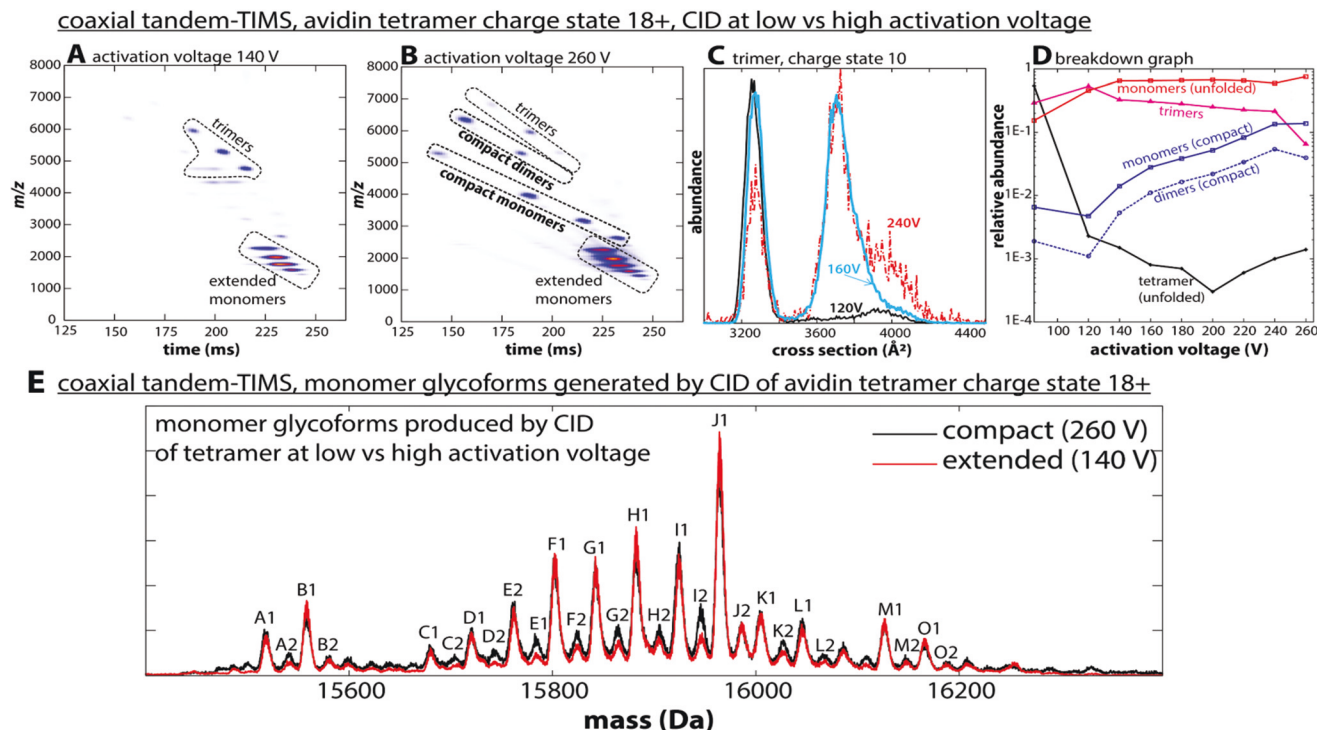 coaxial tandem-TIMS, avidin tetramer charge state 18+, CID at low vs high activation voltage
A activation voltage 140 V
8000
7000
6000
5000
4000
3000
2000
1000
m/z
trimers
extended
monomers
125 150 175 200 225 250
time (ms)
B activation voltage 260 V
8000
7000
6000
5000
4000
3000
2000
1000
m/z
trimers
compact dimers
compact monomers
extended
monomers
125 150 175 200 225 250
time (ms)
C trimer, charge state 10
abundance
240V
160V
120V
3200 3600 4000 4400
cross section (Å²)
D breakdown graph
1
1E-1
1E-2
1E-3
1E-4
relative abundance
monomers (unfolded)
trimers
monomers (compact)
dimers (compact)
tetramer
(unfolded)
100 120 140 160 180 200 220 240 260
activation voltage (V)
E coaxial tandem-TIMS, monomer glycoforms generated by CID of avidin tetramer charge state 18+
monomer glycoforms produced by CID
of tetramer at low vs high activation voltage
compact (260 V)
extended (140 V)
A1 A2 B1 B2 C1 C2 D1 D2 E2 E1 F1 F2 G1 G2 H1 H2 I1 I2 J1 J2 K1 K2 L1 L2 M1 M2 O1 O2
15600 15800 16000 16200
mass (Da)